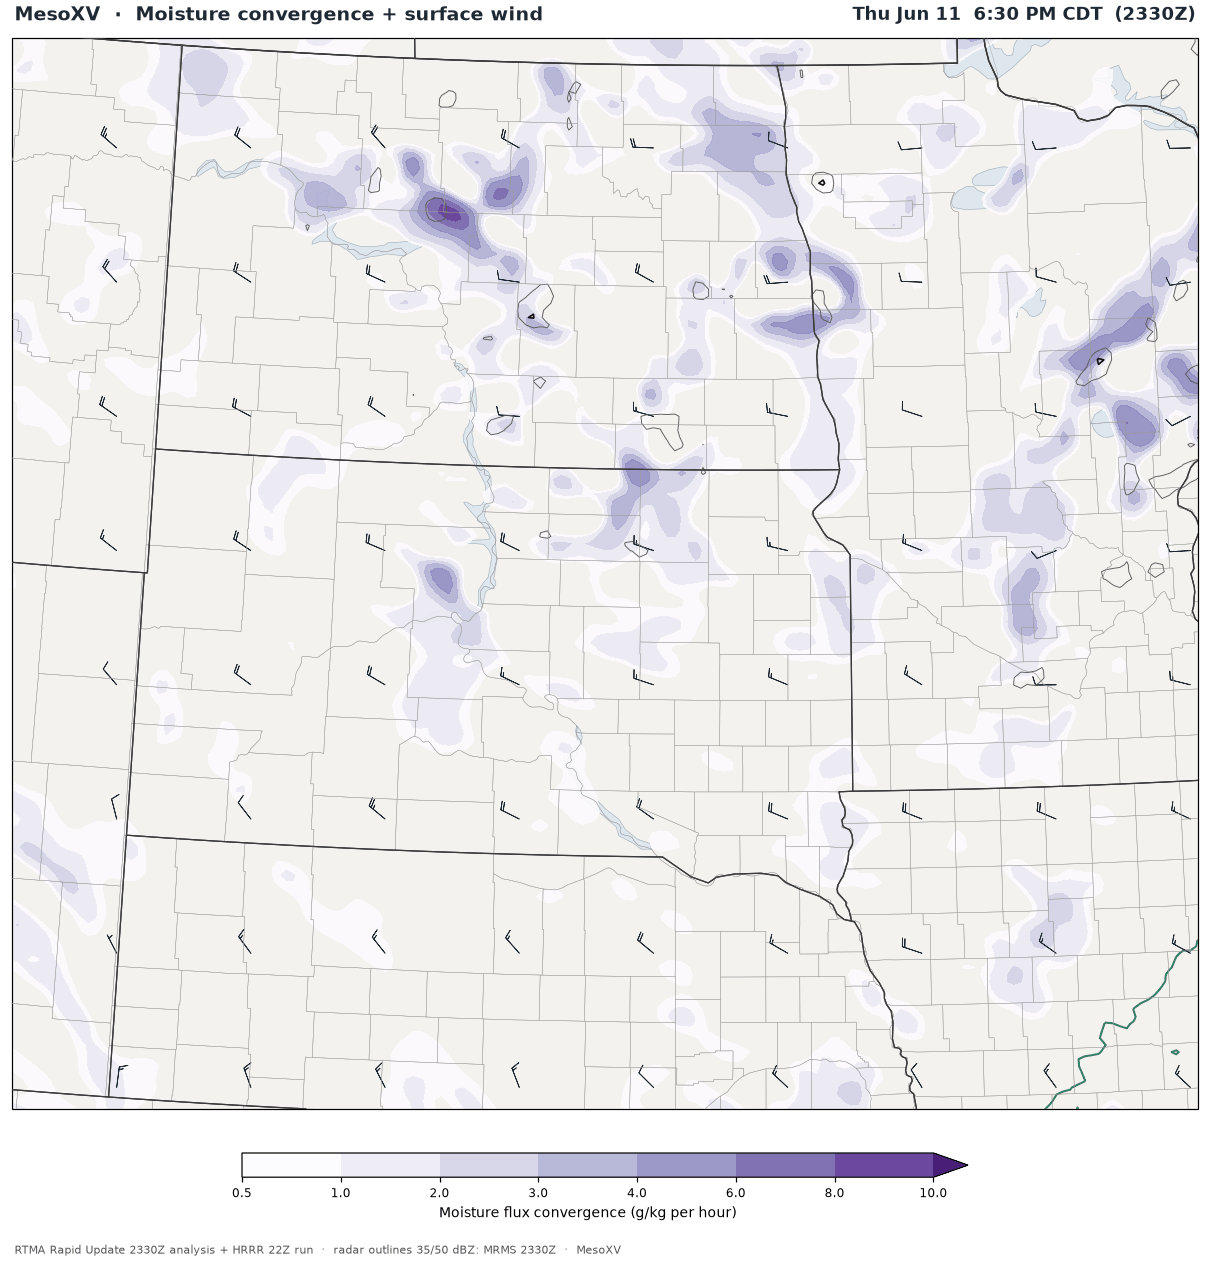 MesoXV · Moisture convergence + surface wind
Thu Jun 11 6:30 PM CDT (2330Z)
0.5 1.0 2.0 3.0 4.0 6.0 8.0 10.0
Moisture flux convergence (g/kg per hour)
RTMA Rapid Update 2330Z analysis + HRRR 22Z run · radar outlines 35/50 dBZ: MRMS 2330Z · MesoXV